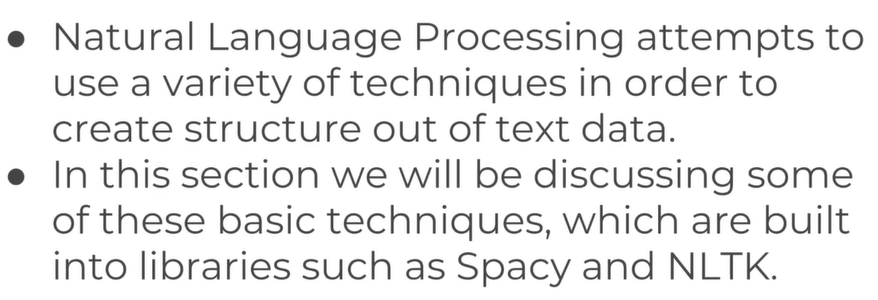 ● Natural Language Processing attempts to
use a variety of techniques in order to
create structure out of text data.
● In this section we will be discussing some
of these basic techniques, which are built
into libraries such as Spacy and NLTK.